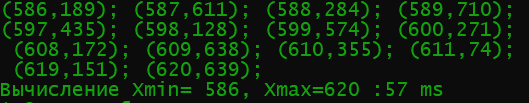 (586,189); (587,611); (588,284); (589,710);
(597,435); (598,128); (599,574); (600,271);
(608,172); (609,638); (610,355); (611,74);
(619,151); (620,639);
Вычисление Xmin= 586, Xmax=620 :57 ms